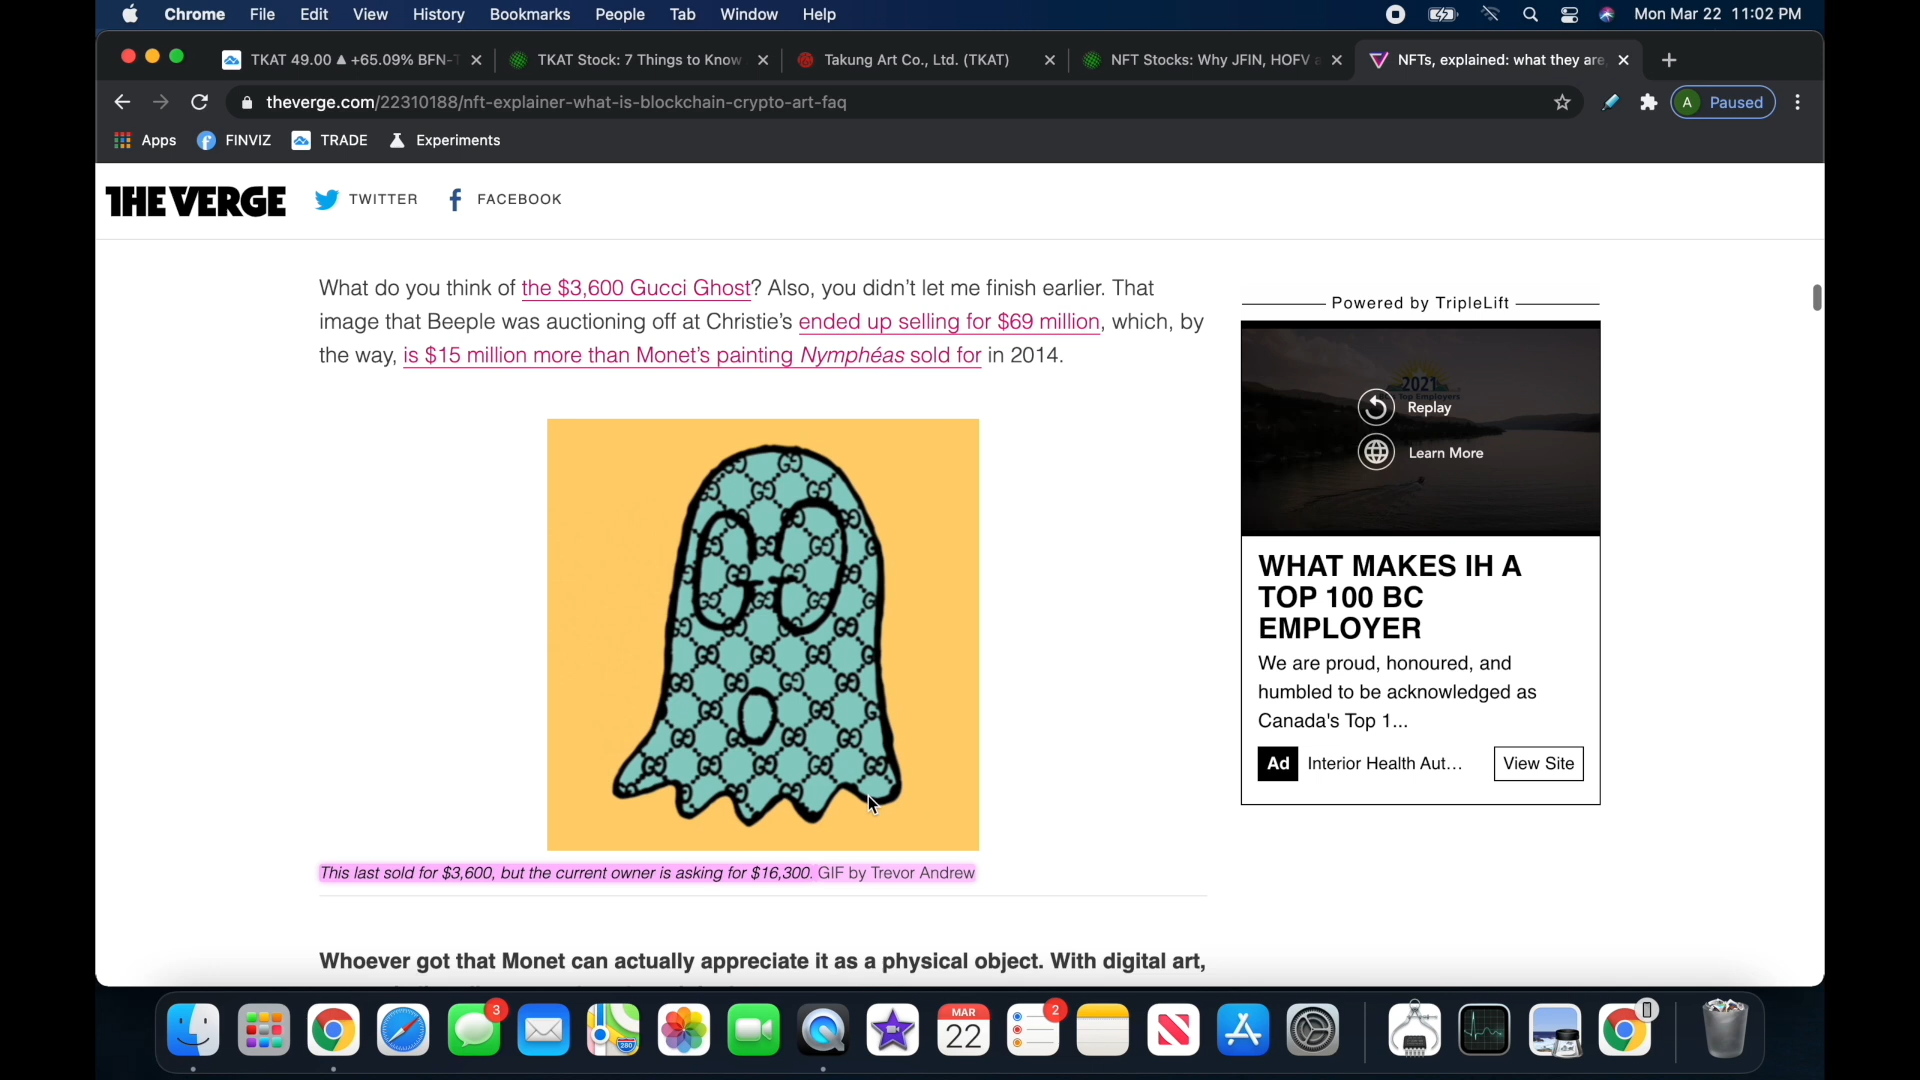 Chrome File Edit View History Bookmarks People Tab Window Help Mon Mar 22 11:02 PM
TKAT 49.00 ▲ +65.09% BFN- TKAT Stock: 7 Things to Know Takung Art Co., Ltd. (TKAT) NFT Stocks: Why JFIN, HOFV NFTs, explained: what they are,
theverge.com/22310188/nft-explainer-what-is-blockchain-crypto-art-faq A Paused
Apps FINVIZ TRADE Experiments
THE VERGE TWITTER FACEBOOK
What do you think of the $3,600 Gucci Ghost? Also, you didn't let me finish earlier. That
image that Beeple was auctioning off at Christie's ended up selling for $69 million, which, by
the way, is $15 million more than Monet's painting Nymphéas sold for in 2014.
This last sold for $3,600, but the current owner is asking for $16,300. GIF by Trevor Andrew
Whoever got that Monet can actually appreciate it as a physical object. With digital art,
Powered by TripleLift
2021
Replay
Learn More
WHAT MAKES IH A
TOP 100 BC
EMPLOYER
We are proud, honoured, and
humbled to be acknowledged as
Canada's Top 1...
Ad Interior Health Aut... View Site
3
MAR
22
2
280